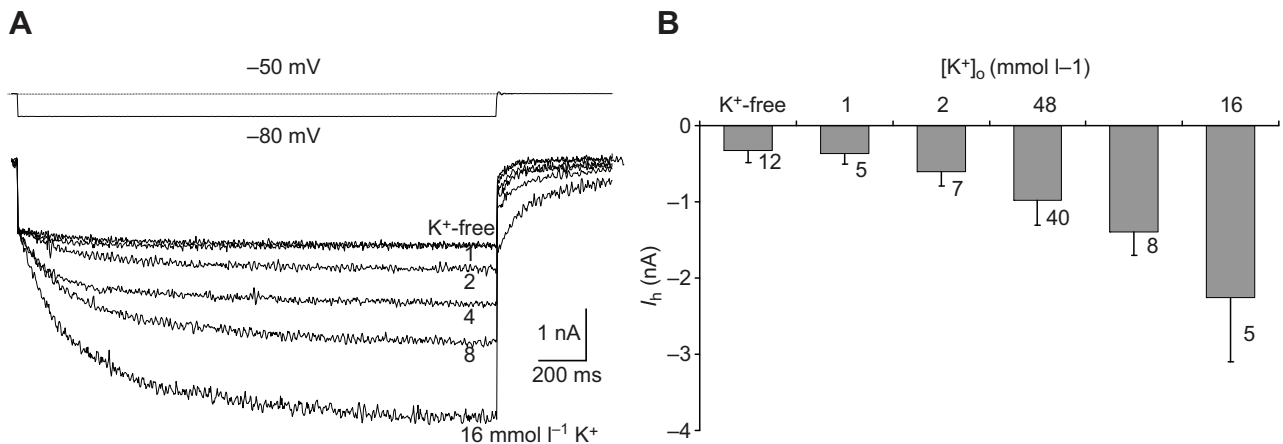 A
–50 mV
–80 mV
K⁺-free
1
2
4
8
16 mmol l⁻¹ K⁺
1 nA
200 ms
B
[K⁺]ₒ (mmol l–1)
K⁺-free 1 2 48 16
0
–1
–2
–3
–4
Iₕ (nA)
12
5
7
40
8
5